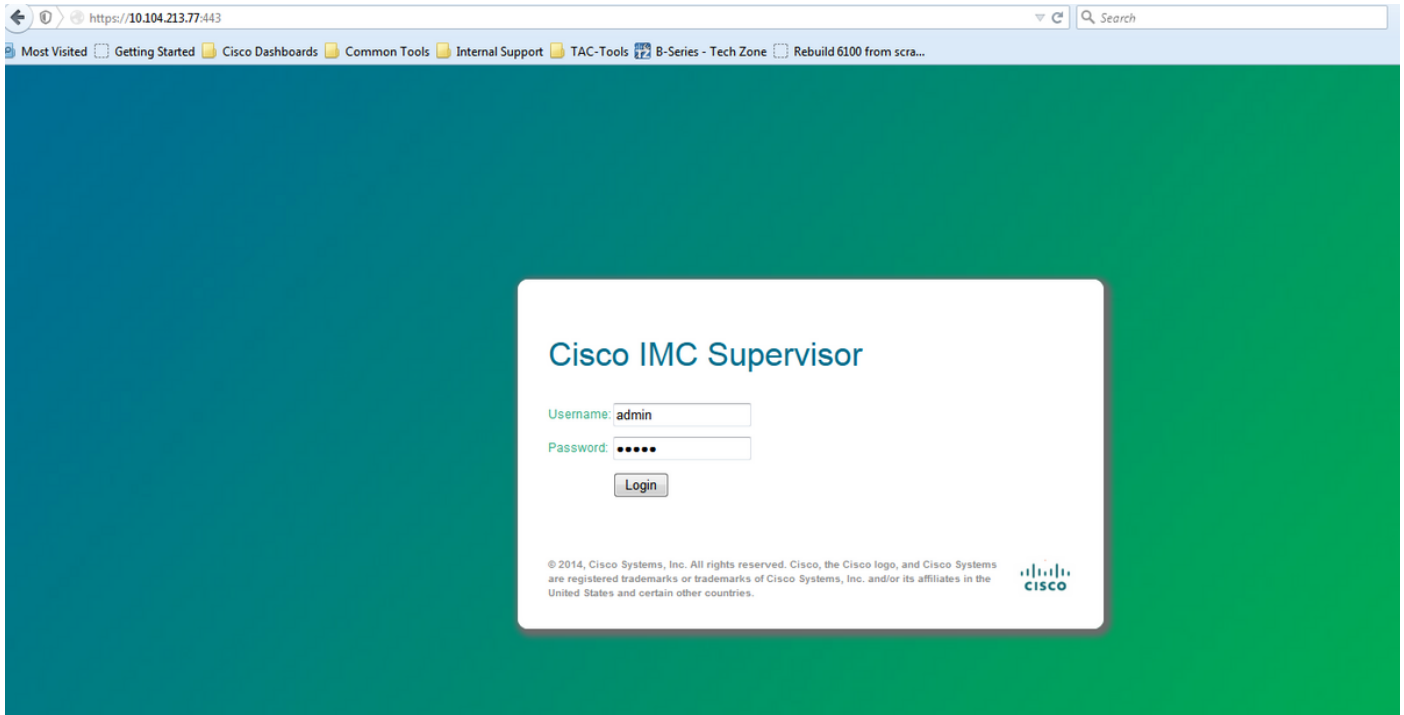 https://10.104.213.77:443
Search
Most Visited Getting Started Cisco Dashboards Common Tools Internal Support TAC-Tools B-Series - Tech Zone Rebuild 6100 from scra...
Cisco IMC Supervisor
Username: admin
Password: •••••
Login
© 2014, Cisco Systems, Inc. All rights reserved. Cisco, the Cisco logo, and Cisco Systems
are registered trademarks or trademarks of Cisco Systems, Inc. and/or its affiliates in the
United States and certain other countries.
CISCO